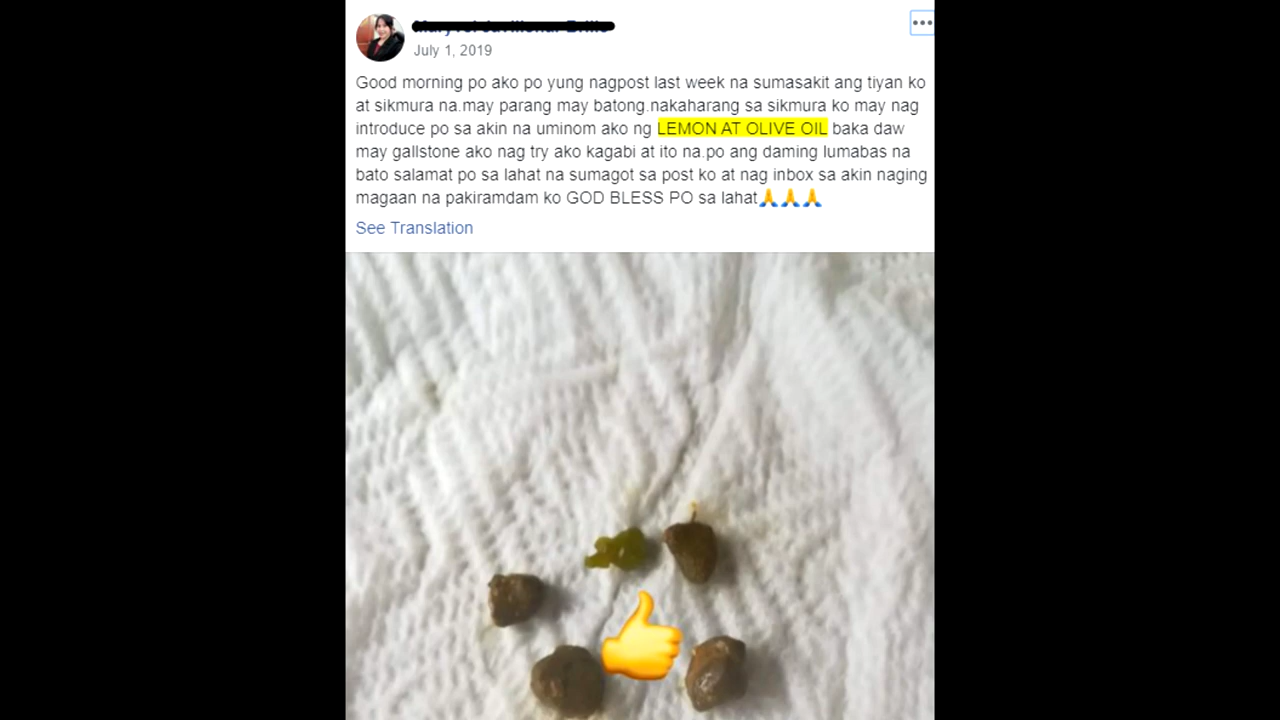 July 1, 2019
Good morning po ako po yung nagpost last week na sumasakit ang tiyan ko
at sikmura na.may parang may batong.nakaharang sa sikmura ko may nag
introduce po sa akin na uminom ako ng LEMON AT OLIVE OIL baka daw
may gallstone ako nag try ako kagabi at ito na.po ang daming lumabas na
bato salamat po sa lahat na sumagot sa post ko at nag inbox sa akin naging
magaan na pakiramdam ko GOD BLESS PO sa lahat🙏🙏🙏
See Translation